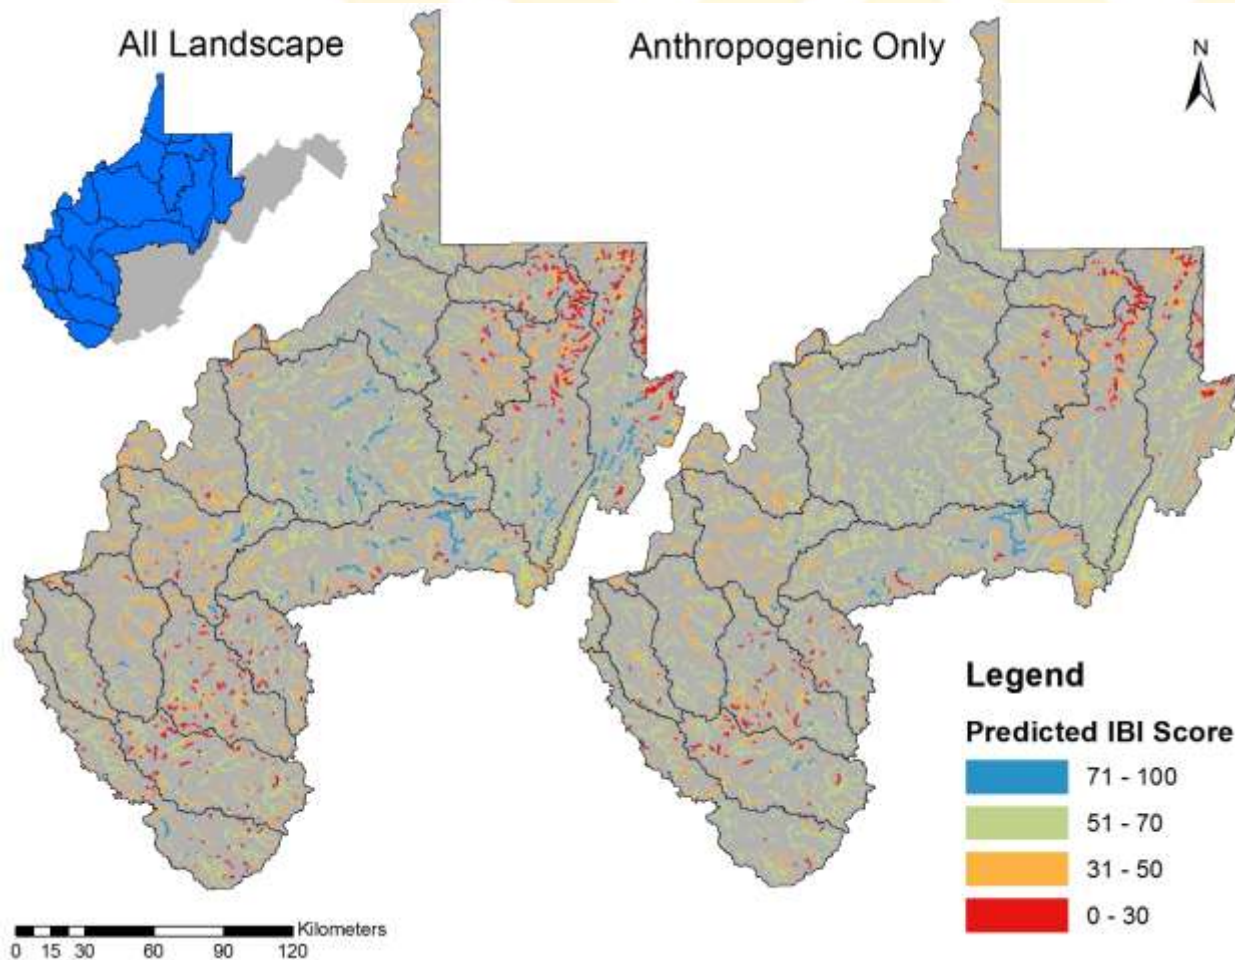 All Landscape
Anthropogenic Only
N
Legend
Predicted IBI Score
71 - 100
51 - 70
31 - 50
0 - 30
Kilometers
0 15 30 60 90 120